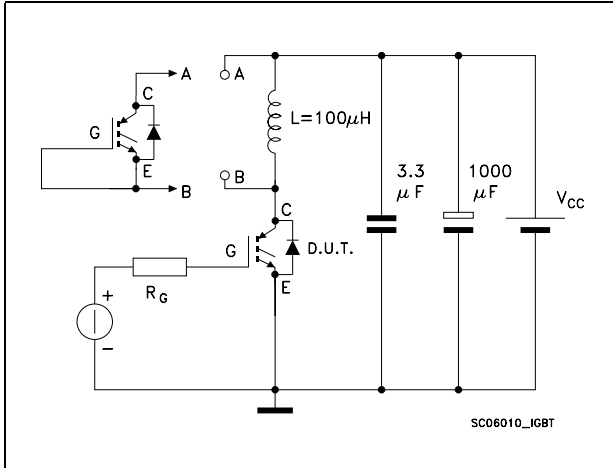 A
A
C
G
L=100μH
E
B
B
3.3
μF
1000
μF
VCC
C
G
D.U.T.
E
RG
+
−
SC06010_IGBT